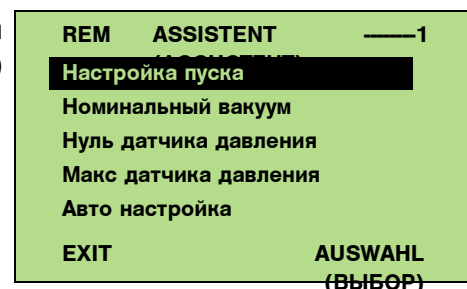 REM ASSISTENT ----1
Настройка пуска
Номинальный вакуум
Нуль датчика давления
Макс датчика давления
Авто настройка
EXIT AUSWAHL
(ВЫБОР)